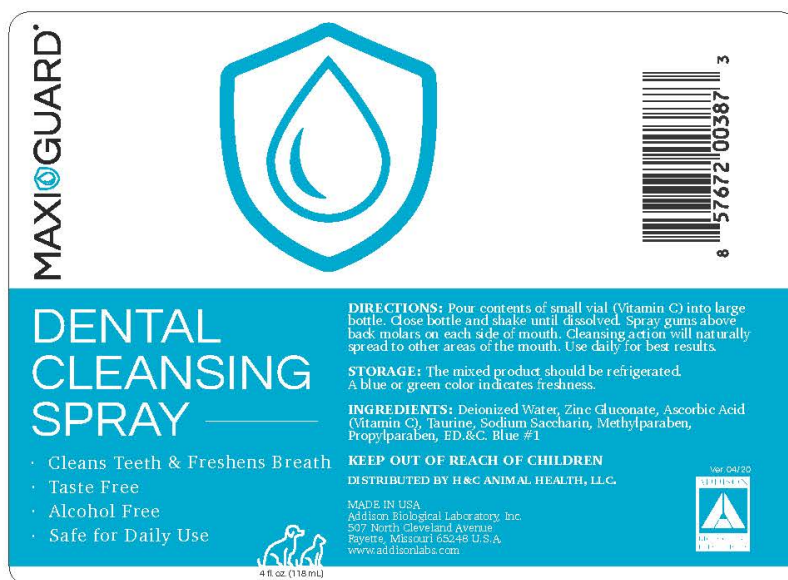 MAXI GUARD®
8 57672 00387 3
DENTAL
CLEANSING
SPRAY
· Cleans Teeth & Freshens Breath
· Taste Free
· Alcohol Free
· Safe for Daily Use
4 fl. oz. (118 mL)
DIRECTIONS: Pour contents of small vial (Vitamin C) into large
bottle. Close bottle and shake until dissolved. Spray gums above
back molars on each side of mouth. Cleansing action will naturally
spread to other areas of the mouth. Use daily for best results.
STORAGE: The mixed product should be refrigerated.
A blue or green color indicates freshness.
INGREDIENTS: Deionized Water, Zinc Gluconate, Ascorbic Acid
(Vitamin C), Taurine, Sodium Saccharin, Methylparaben,
Propylparaben, ED.&C. Blue #1
KEEP OUT OF REACH OF CHILDREN
DISTRIBUTED BY H&C ANIMAL HEALTH, LLC.
MADE IN USA
Addison Biological Laboratory, Inc.
507 North Cleveland Avenue
Fayette, Missouri 65248 U.S.A.
www.addisonlabs.com
Ver. 04/20
ADDISON